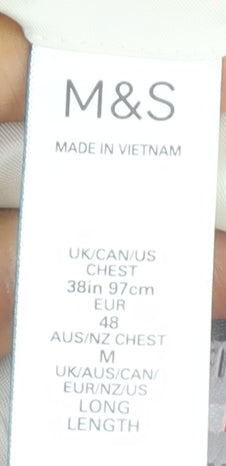 M&S
MADE IN VIETNAM
UK/CAN/US
CHEST
38in 97cm
EUR
48
AUS/NZ CHEST
M
UK/AUS/CAN/
EUR/NZ/US
LONG
LENGTH